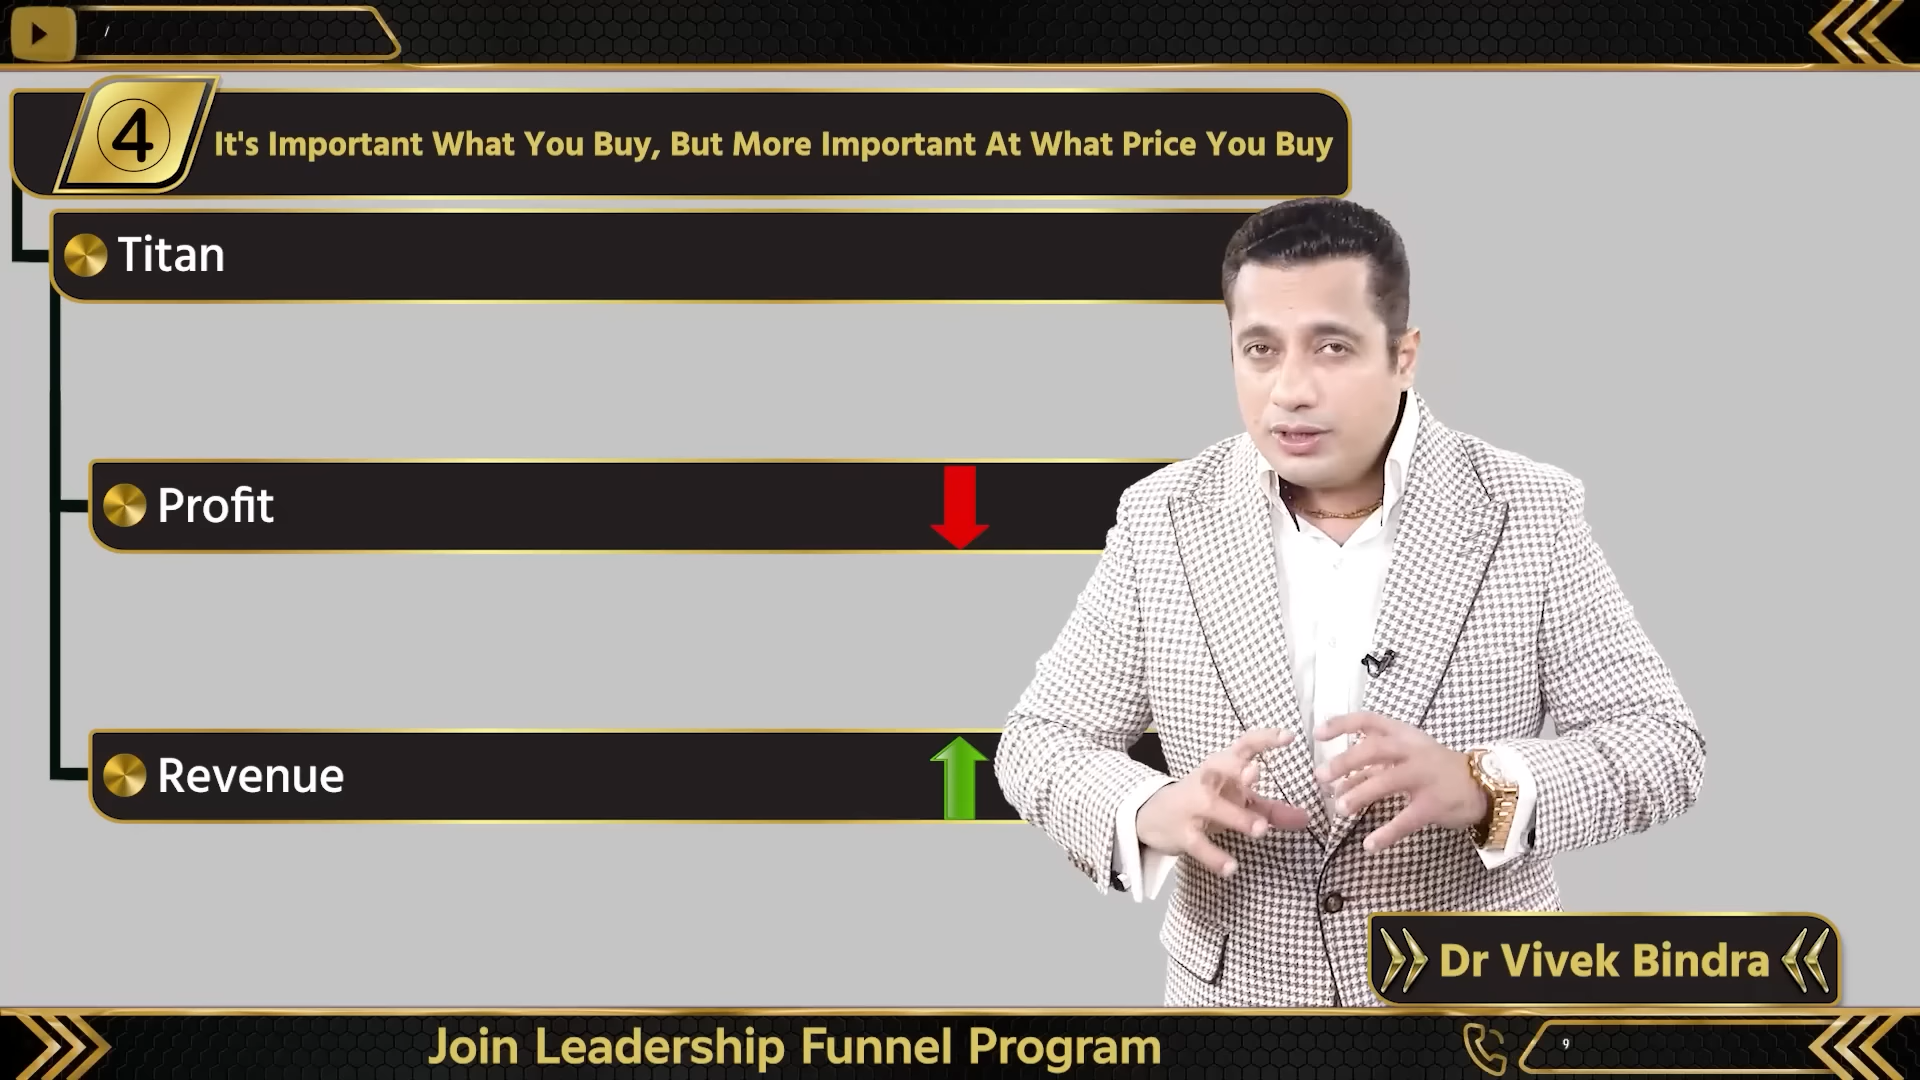 /
4
It's Important What You Buy, But More Important At What Price You Buy
Titan
Profit
Revenue
Dr Vivek Bindra
Join Leadership Funnel Program
9